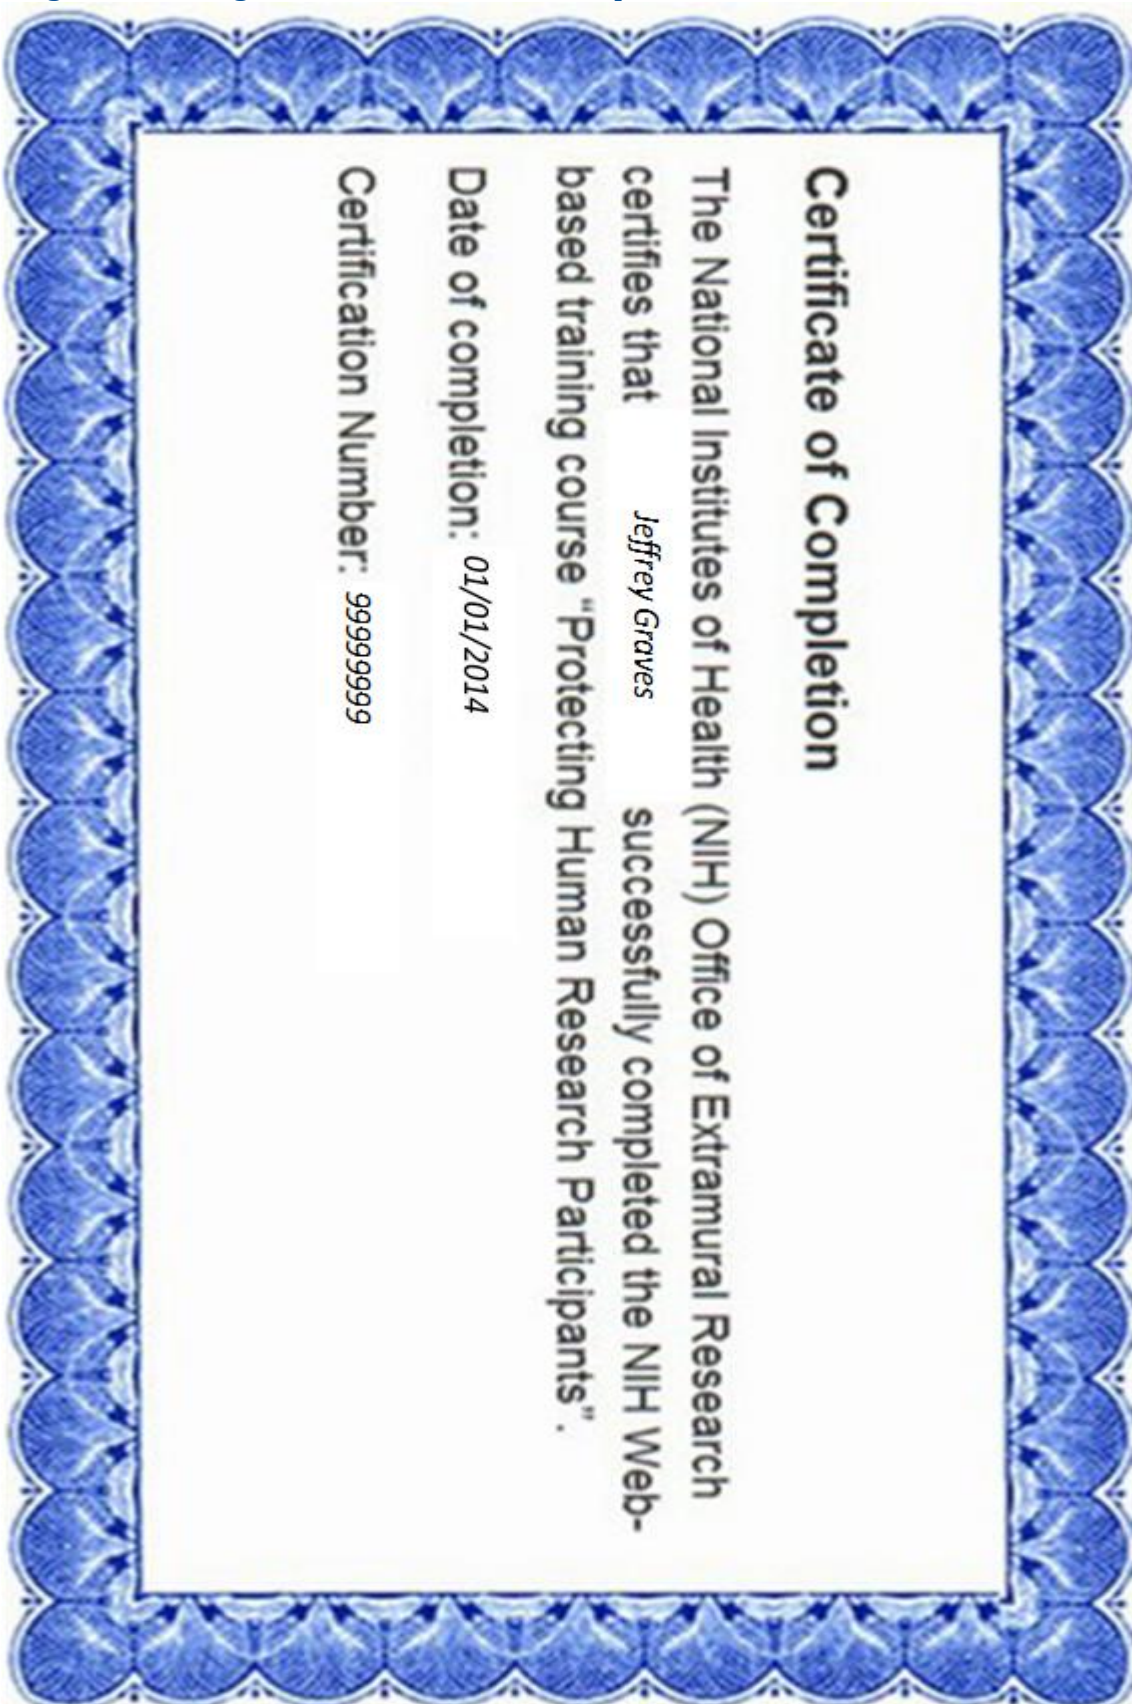 Certificate of Completion
The National Institutes of Health (NIH) Office of Extramural Research
certifies that Jeffrey Graves successfully completed the NIH Web-
based training course "Protecting Human Research Participants".
Date of completion: 01/01/2014
Certification Number: 99999999